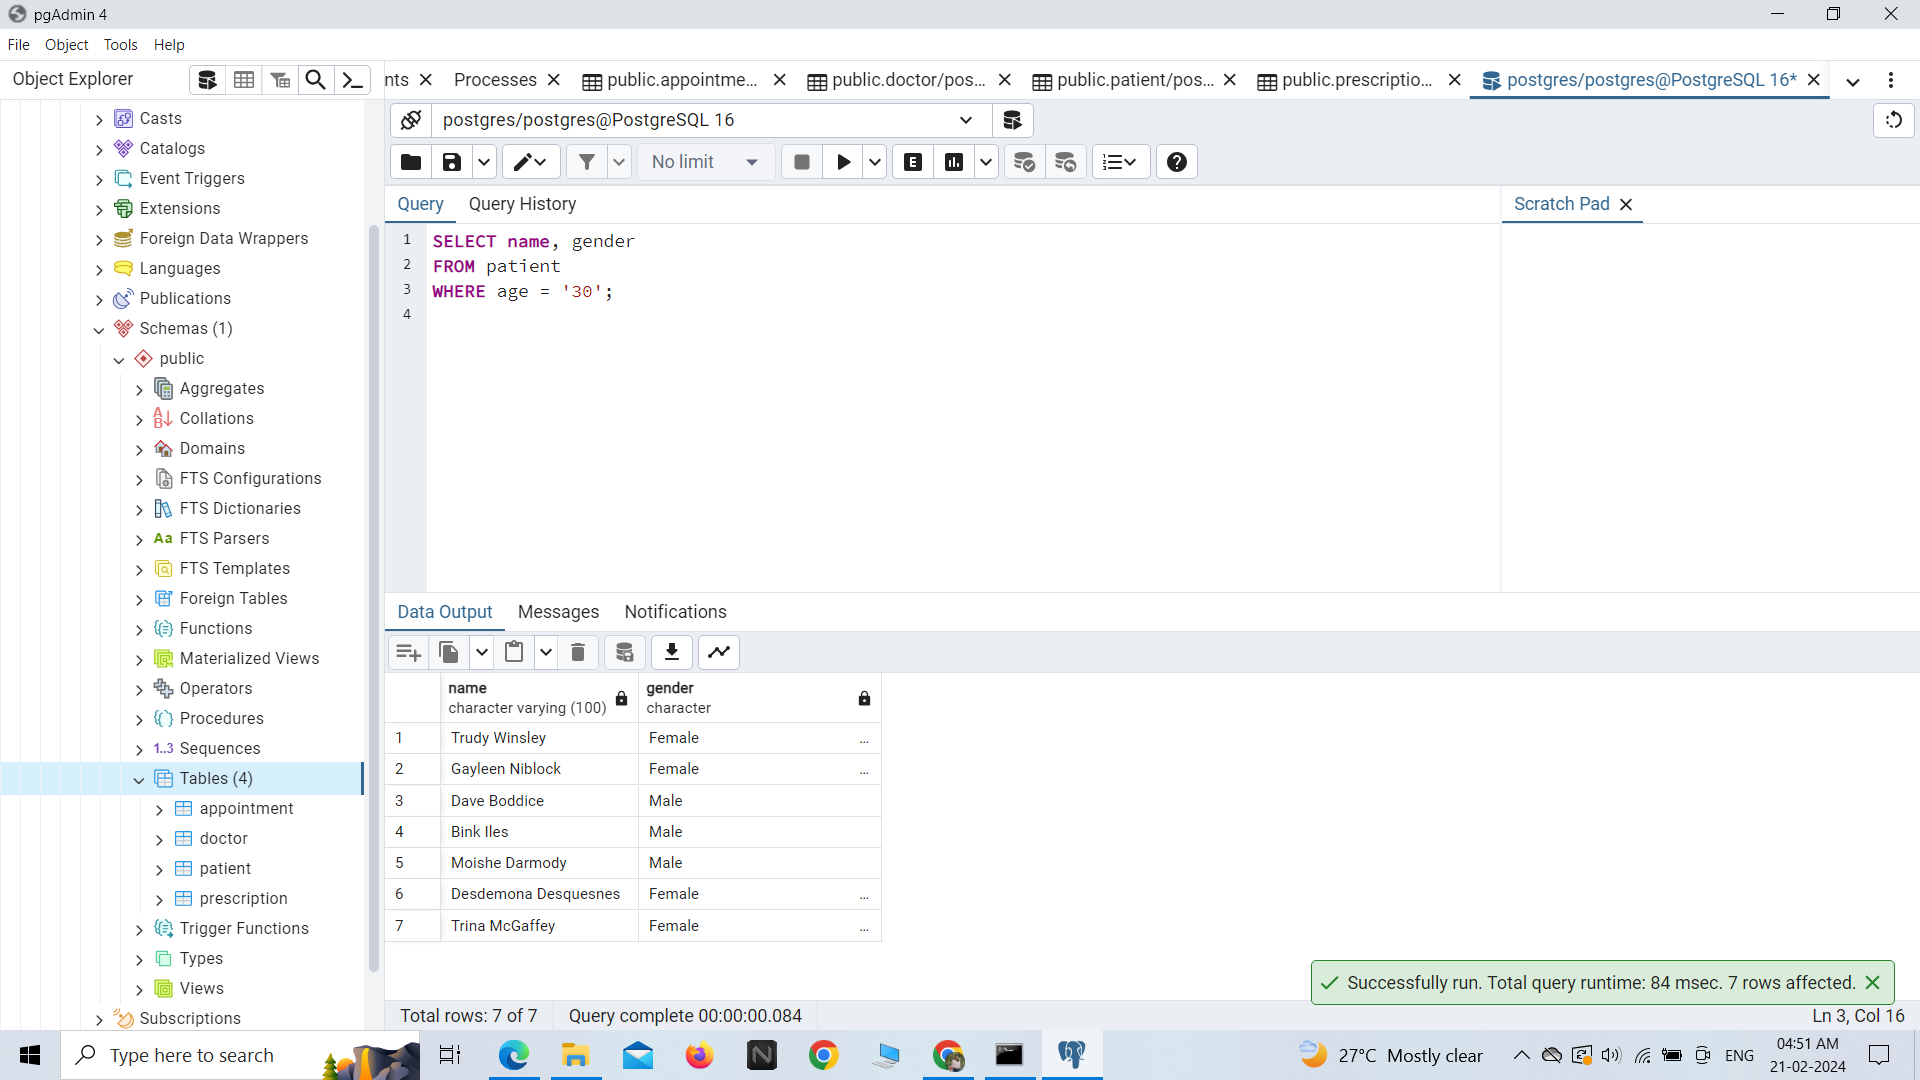 pgAdmin 4
File Object Tools Help
Object Explorer
nts
Processes
public.appointme...
public.doctor/pos...
public.patient/pos...
public.prescriptio...
postgres/postgres@PostgreSQL 16*
postgres/postgres@PostgreSQL 16
No limit
E
Query
Query History
Scratch Pad
1 SELECT name, gender
2 FROM patient
3 WHERE age = '30';
4
Casts
Catalogs
Event Triggers
Extensions
Foreign Data Wrappers
Languages
Publications
Schemas (1)
public
Aggregates
Collations
Domains
FTS Configurations
FTS Dictionaries
Aa FTS Parsers
FTS Templates
Foreign Tables
Functions
Materialized Views
Operators
Procedures
1..3 Sequences
Tables (4)
appointment
doctor
patient
prescription
Trigger Functions
Types
Views
Subscriptions
Data Output
Messages
Notifications
name
character varying (100)
gender
character
1 Trudy Winsley Female ...
2 Gayleen Niblock Female ...
3 Dave Boddice Male
4 Bink Iles Male
5 Moishe Darmody Male
6 Desdemona Desquesnes Female ...
7 Trina McGaffey Female ...
Successfully run. Total query runtime: 84 msec. 7 rows affected.
Total rows: 7 of 7
Query complete 00:00:00.084
Ln 3, Col 16
Type here to search
27°C Mostly clear
ENG
04:51 AM
21-02-2024